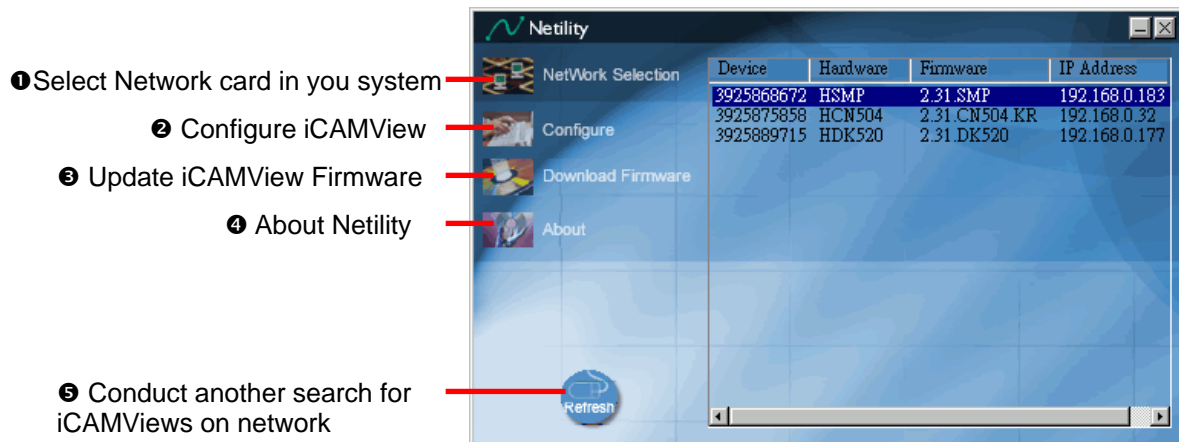 Netility
❶Select Network card in you system
❷ Configure iCAMView
❸ Update iCAMView Firmware
❹ About Netility
❺ Conduct another search for
iCAMViews on network
NetWork Selection
Configure
Download Firmware
About
Refresh
Device Hardware Firmware IP Address
3925868672 HSMP 2.31.SMP 192.168.0.183
3925875858 HCN504 2.31.CN504.KR 192.168.0.32
3925889715 HDK520 2.31.DK520 192.168.0.177